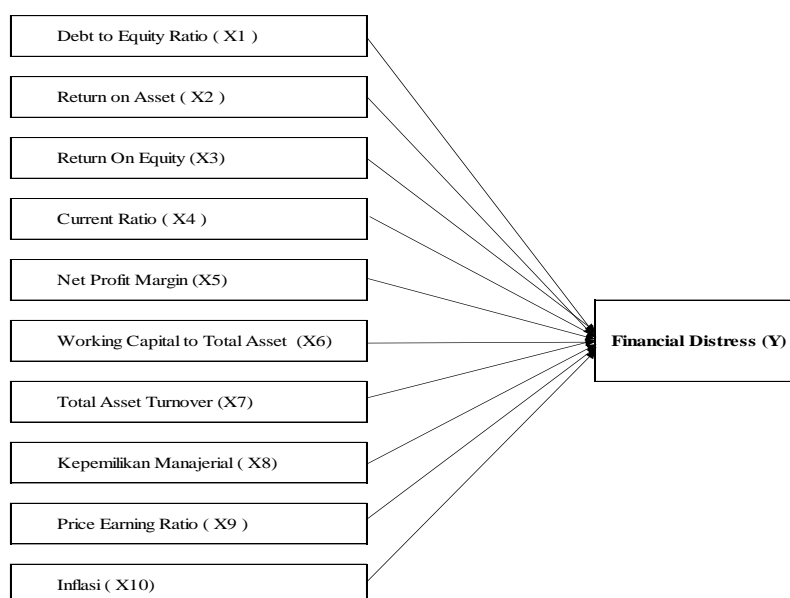 Debt to Equity Ratio ( X1 )
Return on Asset ( X2 )
Return On Equity (X3)
Current Ratio ( X4 )
Net Profit Margin (X5)
Working Capital to Total Asset (X6)
Financial Distress (Y)
Total Asset Turnover (X7)
Kepemilikan Manajerial ( X8)
Price Earning Ratio ( X9 )
Inflasi ( X10)